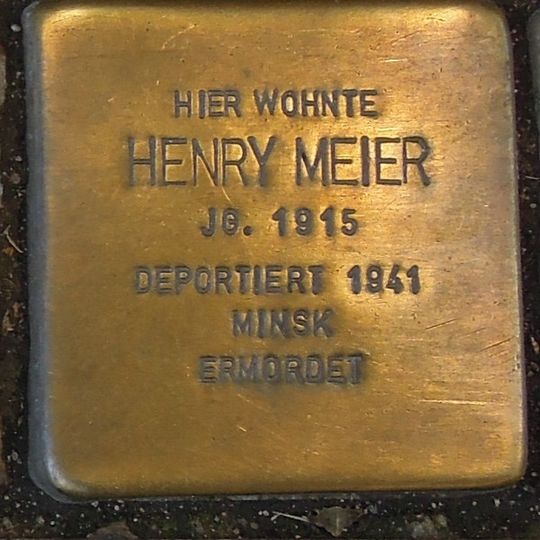 HIER WOHNTE
HENRY MEIER
JG. 1915
DEPORTIERT 1941
MINSK
ERMORDET